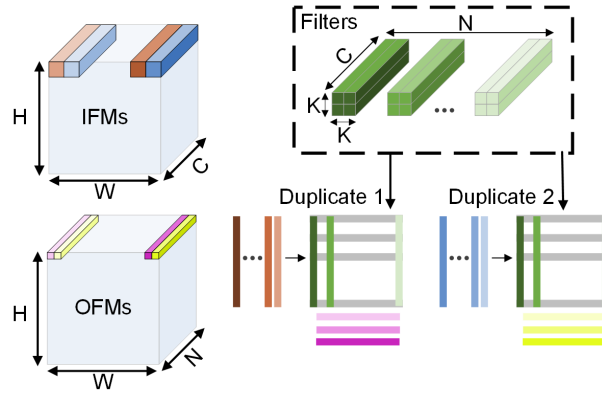 Filters
N
C
K
K
...
H
IFMs
C
W
Duplicate 1
Duplicate 2
...
...
H
OFMs
N
W